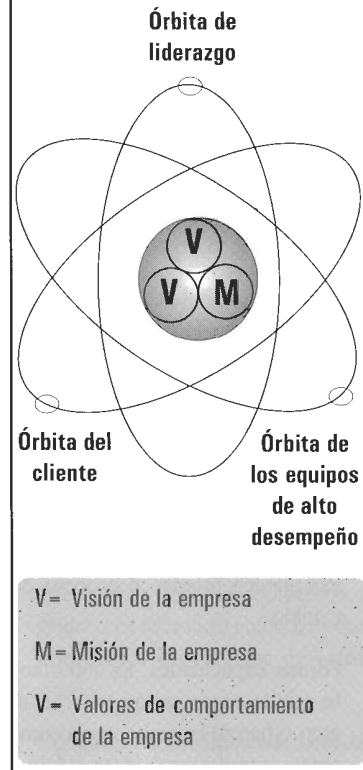 Órbita de
liderazgo
V
V M
Órbita del
cliente
Órbita de
los equipos
de alto
desempeño
V= Visión de la empresa
M= Misión de la empresa
V= Valores de comportamiento
de la empresa